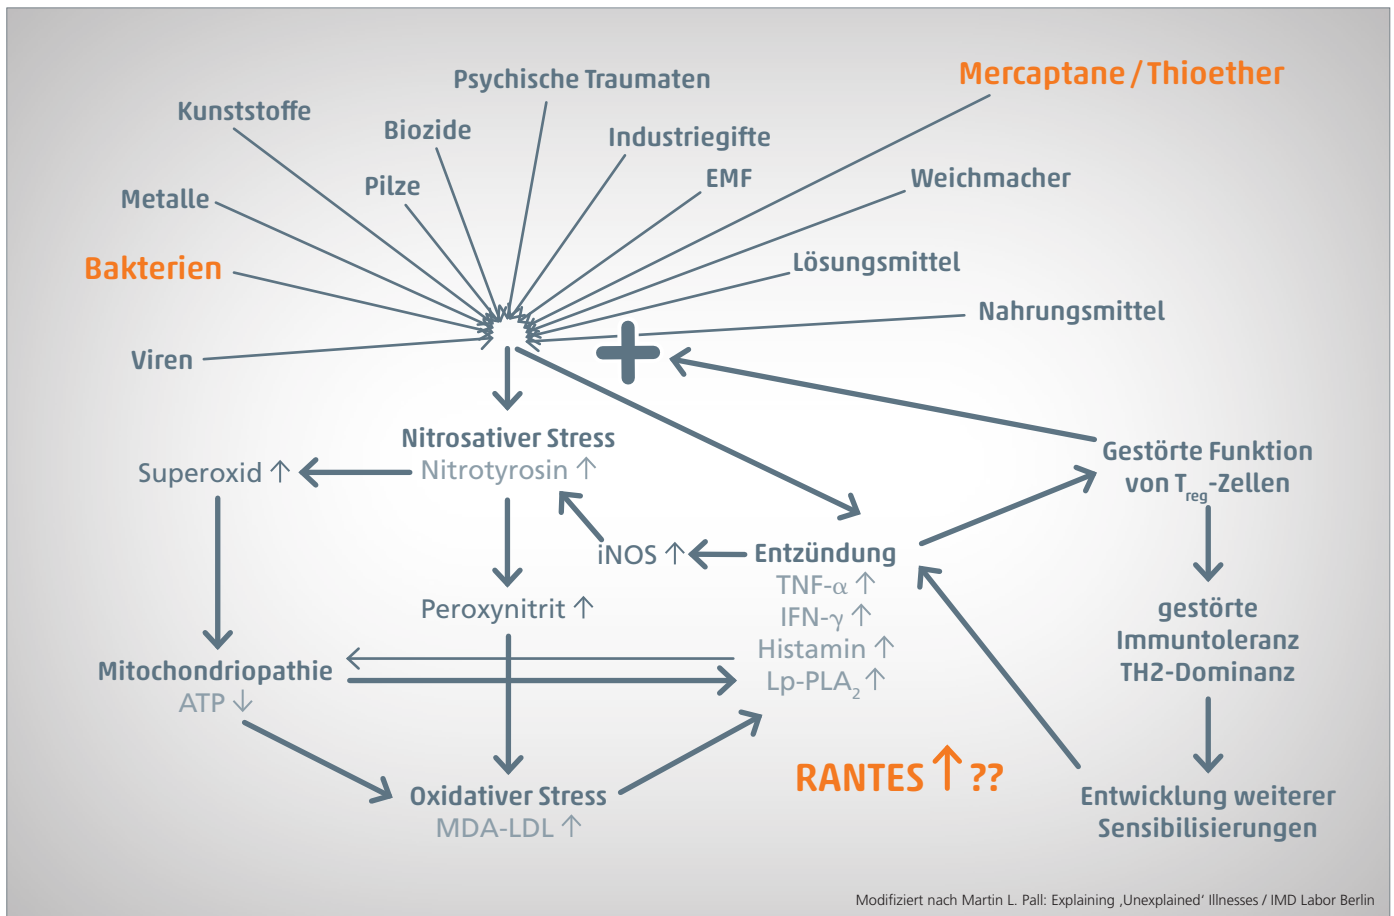 Psychische Traumaten
Mercaptane / Thioether
Kunststoffe
Biozide
Industriegifte
Pilze
EMF
Weichmacher
Metalle
Bakterien
Lösungsmittel
Nahrungsmittel
Viren
Nitrosativer Stress
Nitrotyrosin ↑
Superoxid ↑
Gestörte Funktion
von Treg-Zellen
iNOS ↑
Entzündung
TNF-α ↑
IFN-γ ↑
Histamin ↑
Lp-PLA2 ↑
Peroxynitrit ↑
gestörte
Immuntoleranz
TH2-Dominanz
Mitochondriopathie
ATP ↓
RANTES ↑ ??
Oxidativer Stress
MDA-LDL ↑
Entwicklung weiterer
Sensibilisierungen
Modifiziert nach Martin L. Pall: Explaining ‚Unexplained‘ Illnesses / IMD Labor Berlin